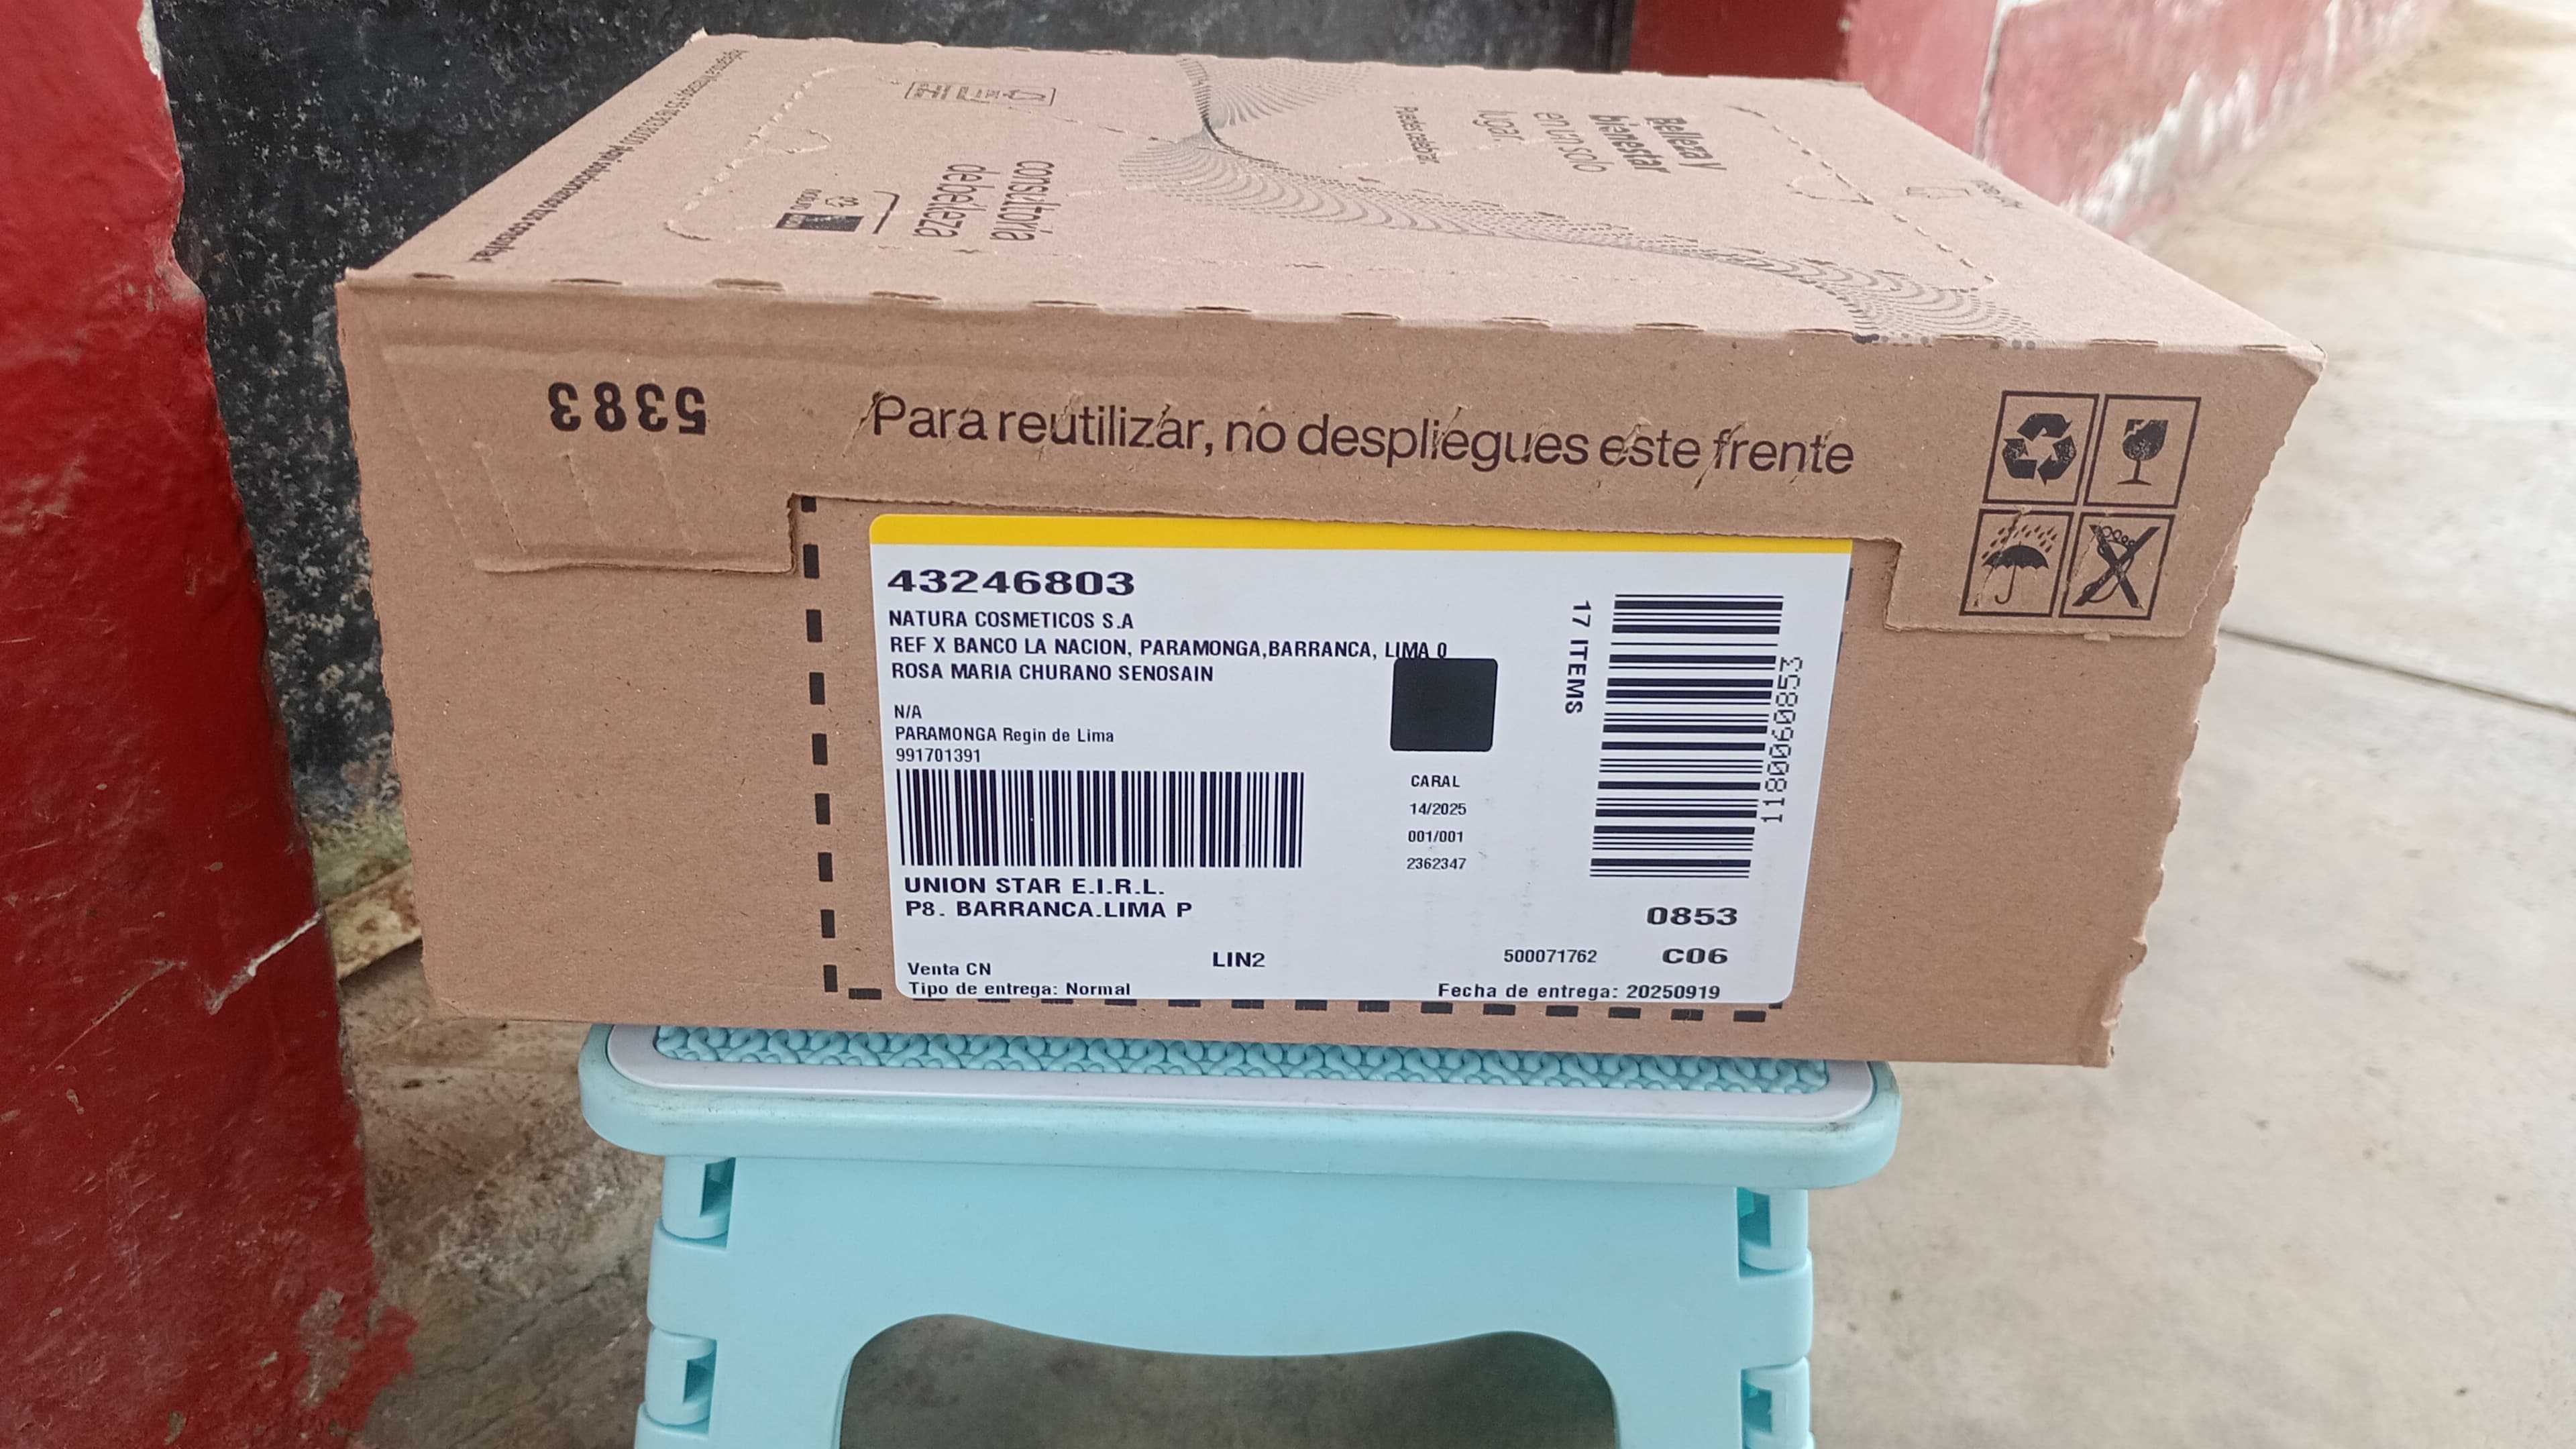 Belleza y
bienestar
en un solo
lugar.
Puedes celebrar.
consultoría
de belleza
5383
Para reutilizar, no despliegues este frente
43246803
NATURA COSMETICOS S.A
REF X BANCO LA NACION, PARAMONGA,BARRANCA, LIMA 0
ROSA MARIA CHURANO SENOSAIN
N/A
PARAMONGA Regin de Lima
991701391
UNION STAR E.I.R.L.
P8. BARRANCA.LIMA P
Venta CN
Tipo de entrega: Normal
LIN2
CARAL
14/2025
001/001
2362347
17 ITEMS
1180060853
0853
500071762
C06
Fecha de entrega: 20250919